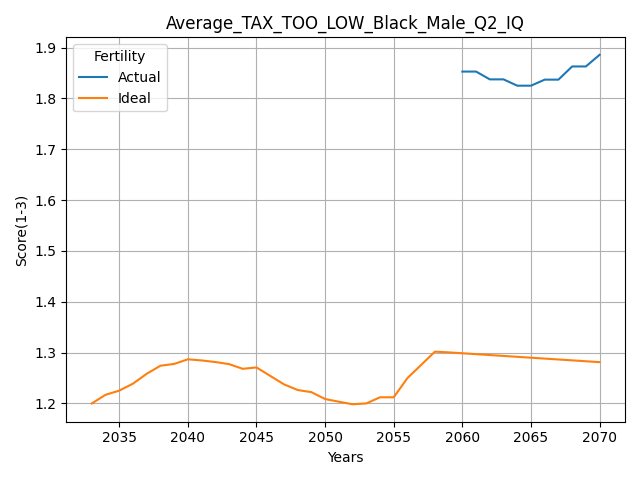 Average_TAX_TOO_LOW_Black_Male_Q2_IQ
Fertility
Actual
Ideal
Score(1-3)
1.9
1.8
1.7
1.6
1.5
1.4
1.3
1.2
2035 2040 2045 2050 2055 2060 2065 2070
Years